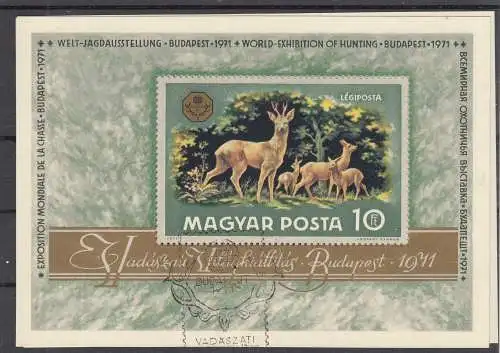 WELT-JAGDAUSSTELLUNG • BUDAPEST • 1971 • WORLD-EXHIBITION OF HUNTING • BUDAPEST • 1971
EXPOSITION MONDIALE DE LA CHASSE • BUDAPEST • 1971
ВСЕМИРНАЯ ОХОТНИЧЬЯ ВЫСТАВКА • БУДАПЕШТ • 1971
LÉGIPOSTA
MAGYAR POSTA 10 Ft
1971
Vadászati Világkiállítás • Budapest • 1971
VADÁSZATI